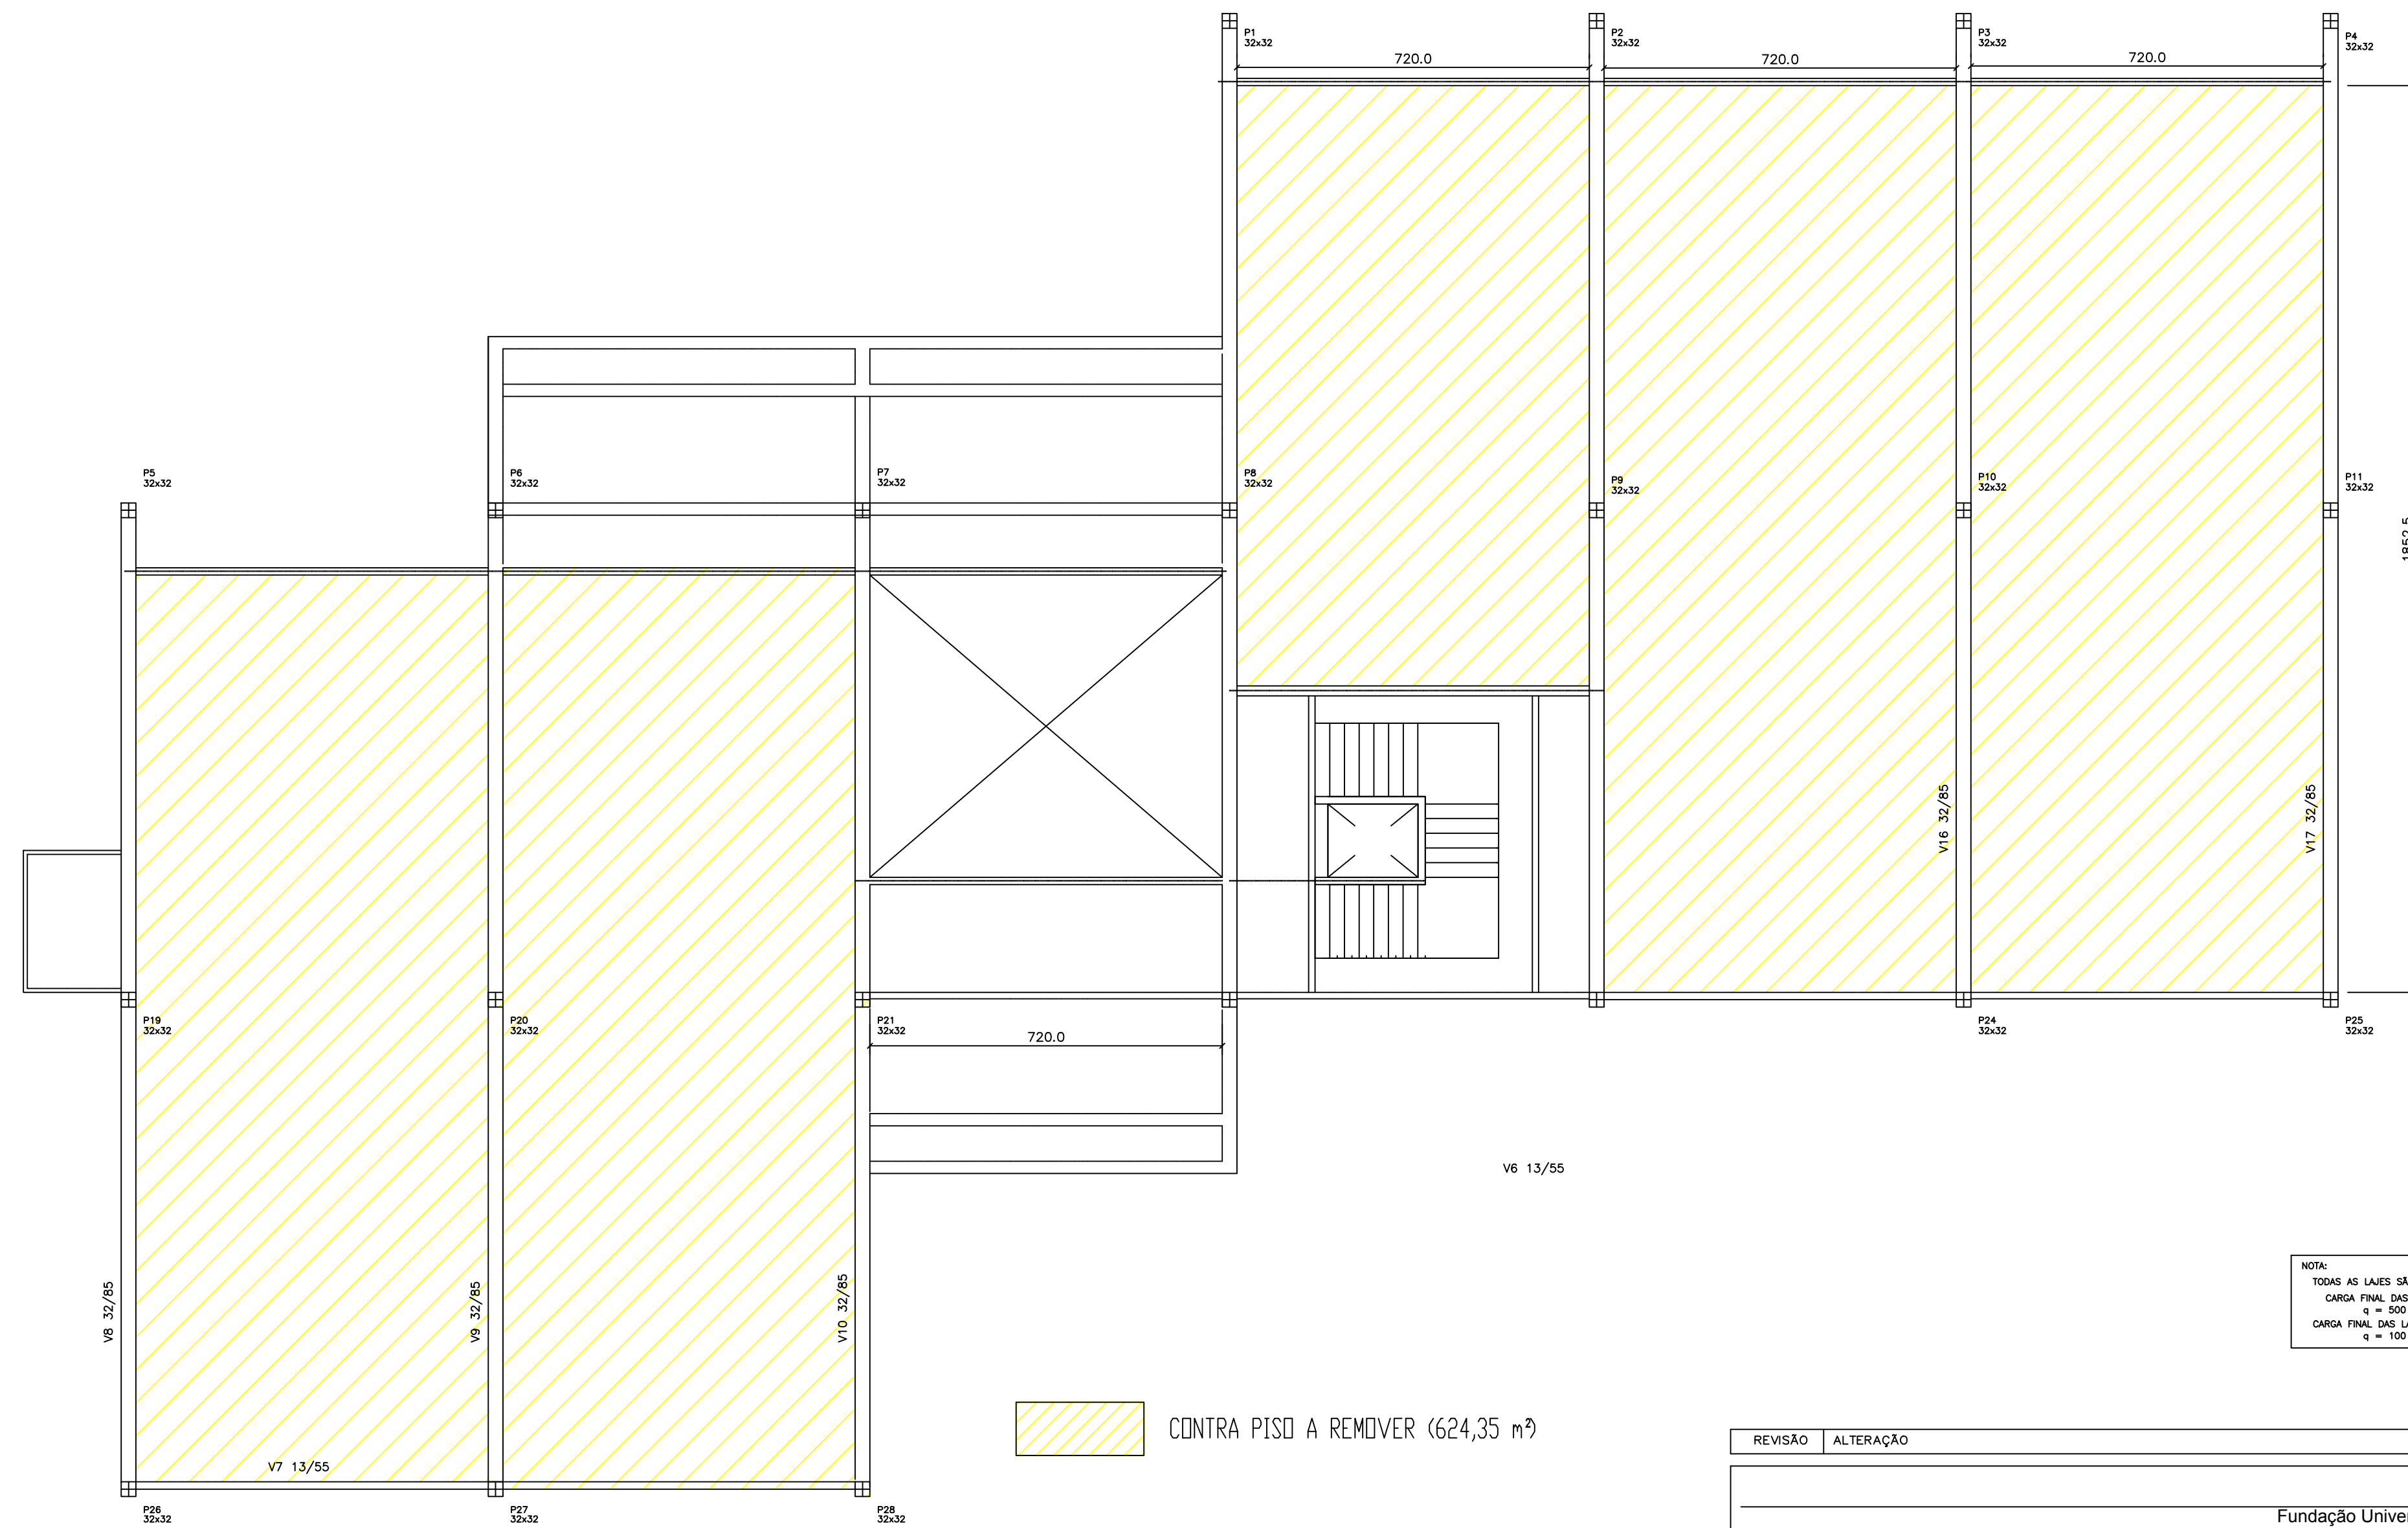 P1
32x32
P2
32x32
P3
32x32
P4
32x32
720.0
720.0
720.0
P5
32x32
P6
32x32
P7
32x32
P8
32x32
P9
32x32
P10
32x32
P11
32x32
1852.5
V16 32/85
V17 32/85
P19
32x32
P20
32x32
P21
32x32
P24
32x32
P25
32x32
720.0
V6 13/55
V8 32/85
V9 32/85
V10 32/85
NOTA:
TODAS AS LAJES
CARGA FINAL DAS
q = 500
CARGA FINAL DAS
q = 100
CONTRA PISO A REMOVER (624,35 m²)
V7 13/55
REVISÃO ALTERAÇÃO
P26
32x32
P27
32x32
P28
32x32
Fundação